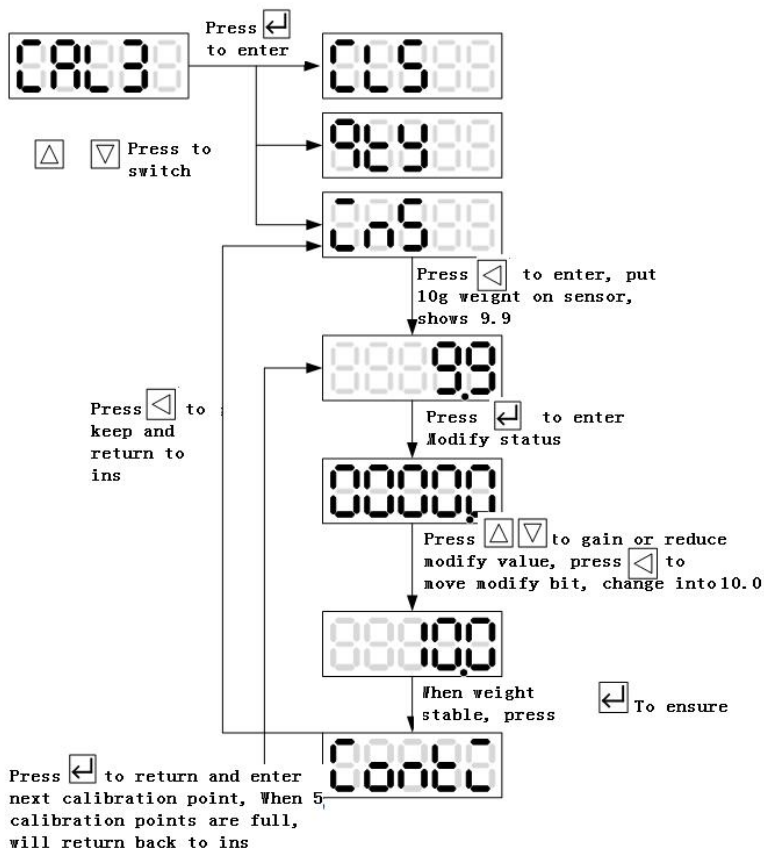 Press
to enter
CAL3
CLS
Press to
switch
qty
InS
Press to enter, put
10g weight on sensor,
shows 9.9
9.9
Press to
keep and
return to
ins
Press to enter
Modify status
00000.0
Press to gain or reduce
modify value, press to
move modify bit, change into 10.0
10.0
When weight
stable, press
To ensure
Press to return and enter
next calibration point, When 5
calibration points are full,
will return back to ins